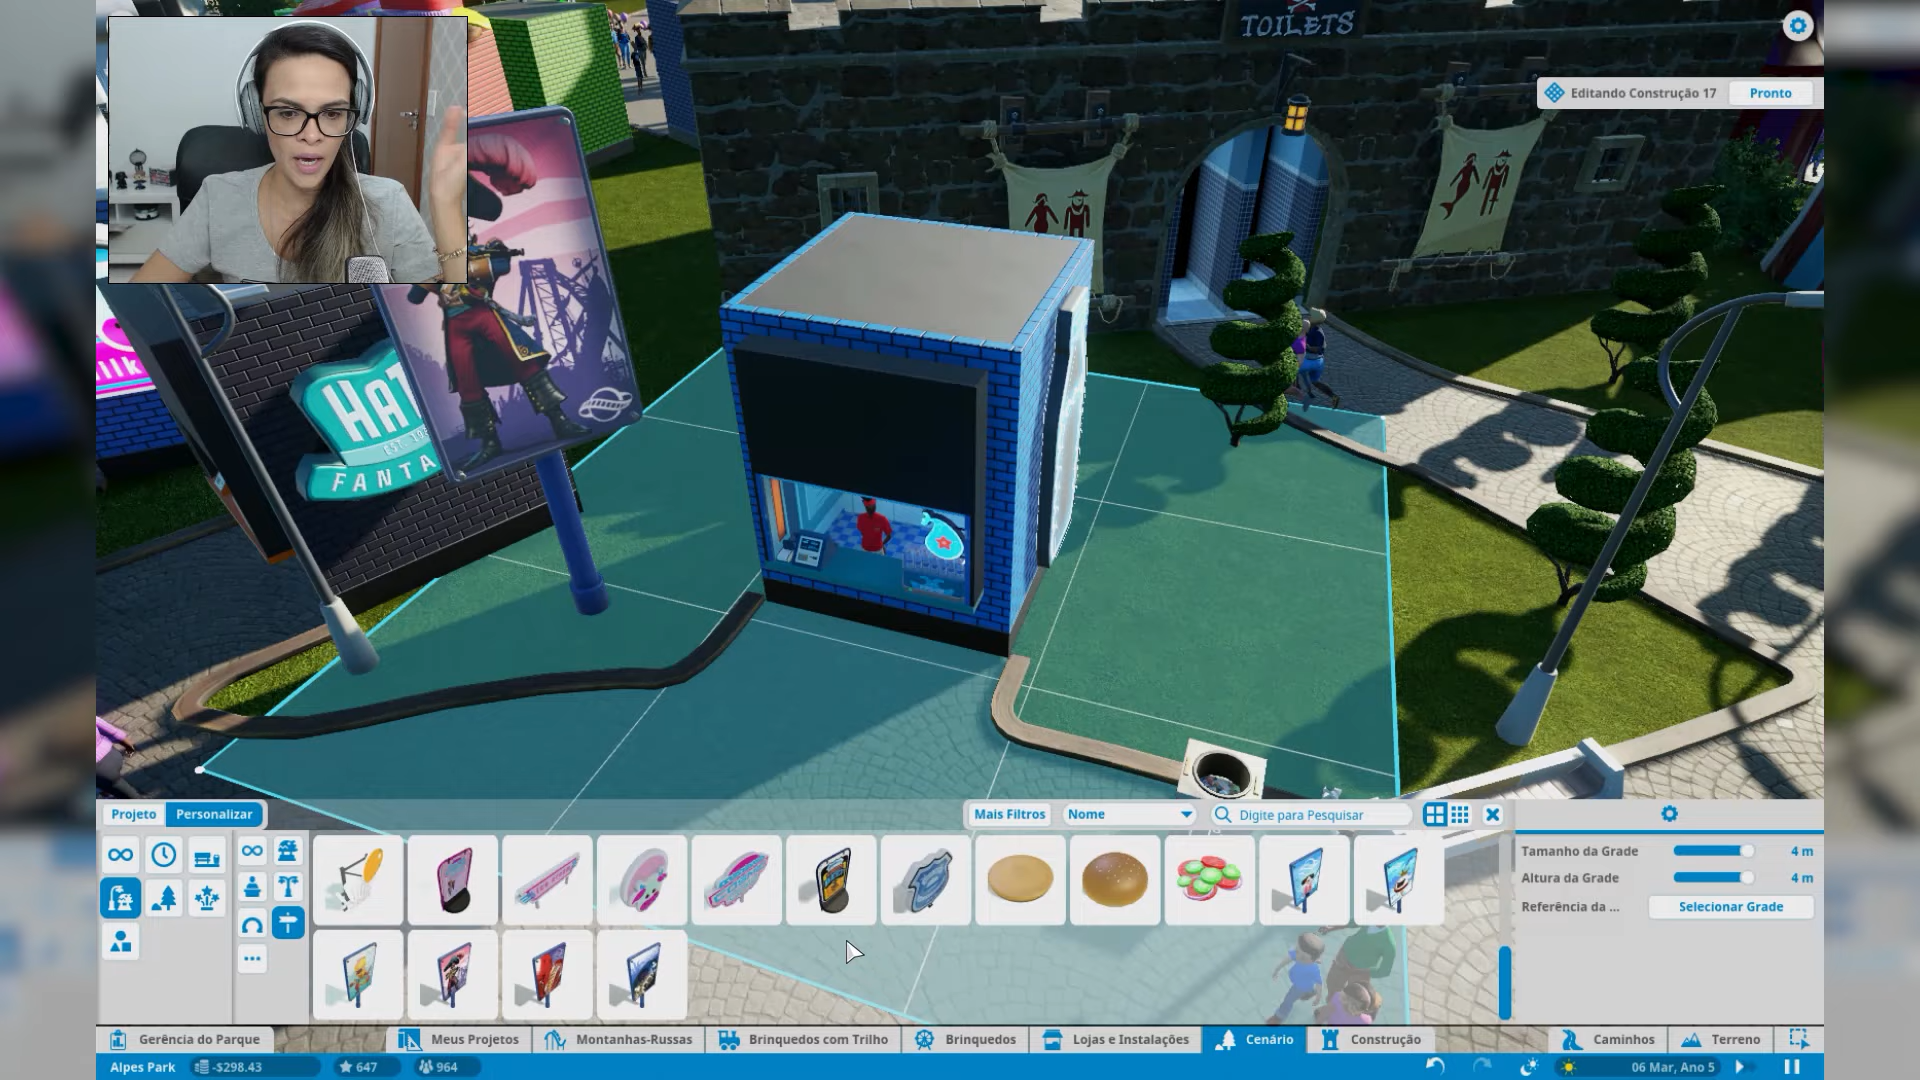 TOILETS
Editando Construção 17
Pronto
HAT
EST. 19
FANTA
Projeto
Personalizar
Mais Filtros
Nome
Digite para Pesquisar
Tamanho da Grade
4 m
Altura da Grade
4 m
Referência da ...
Selecionar Grade
Gerência do Parque
Meus Projetos
Montanhas-Russas
Brinquedos com Trilho
Brinquedos
Lojas e Instalações
Cenário
Construção
Caminhos
Terreno
Alpes Park
-$298.43
647
964
06 Mar, Ano 5